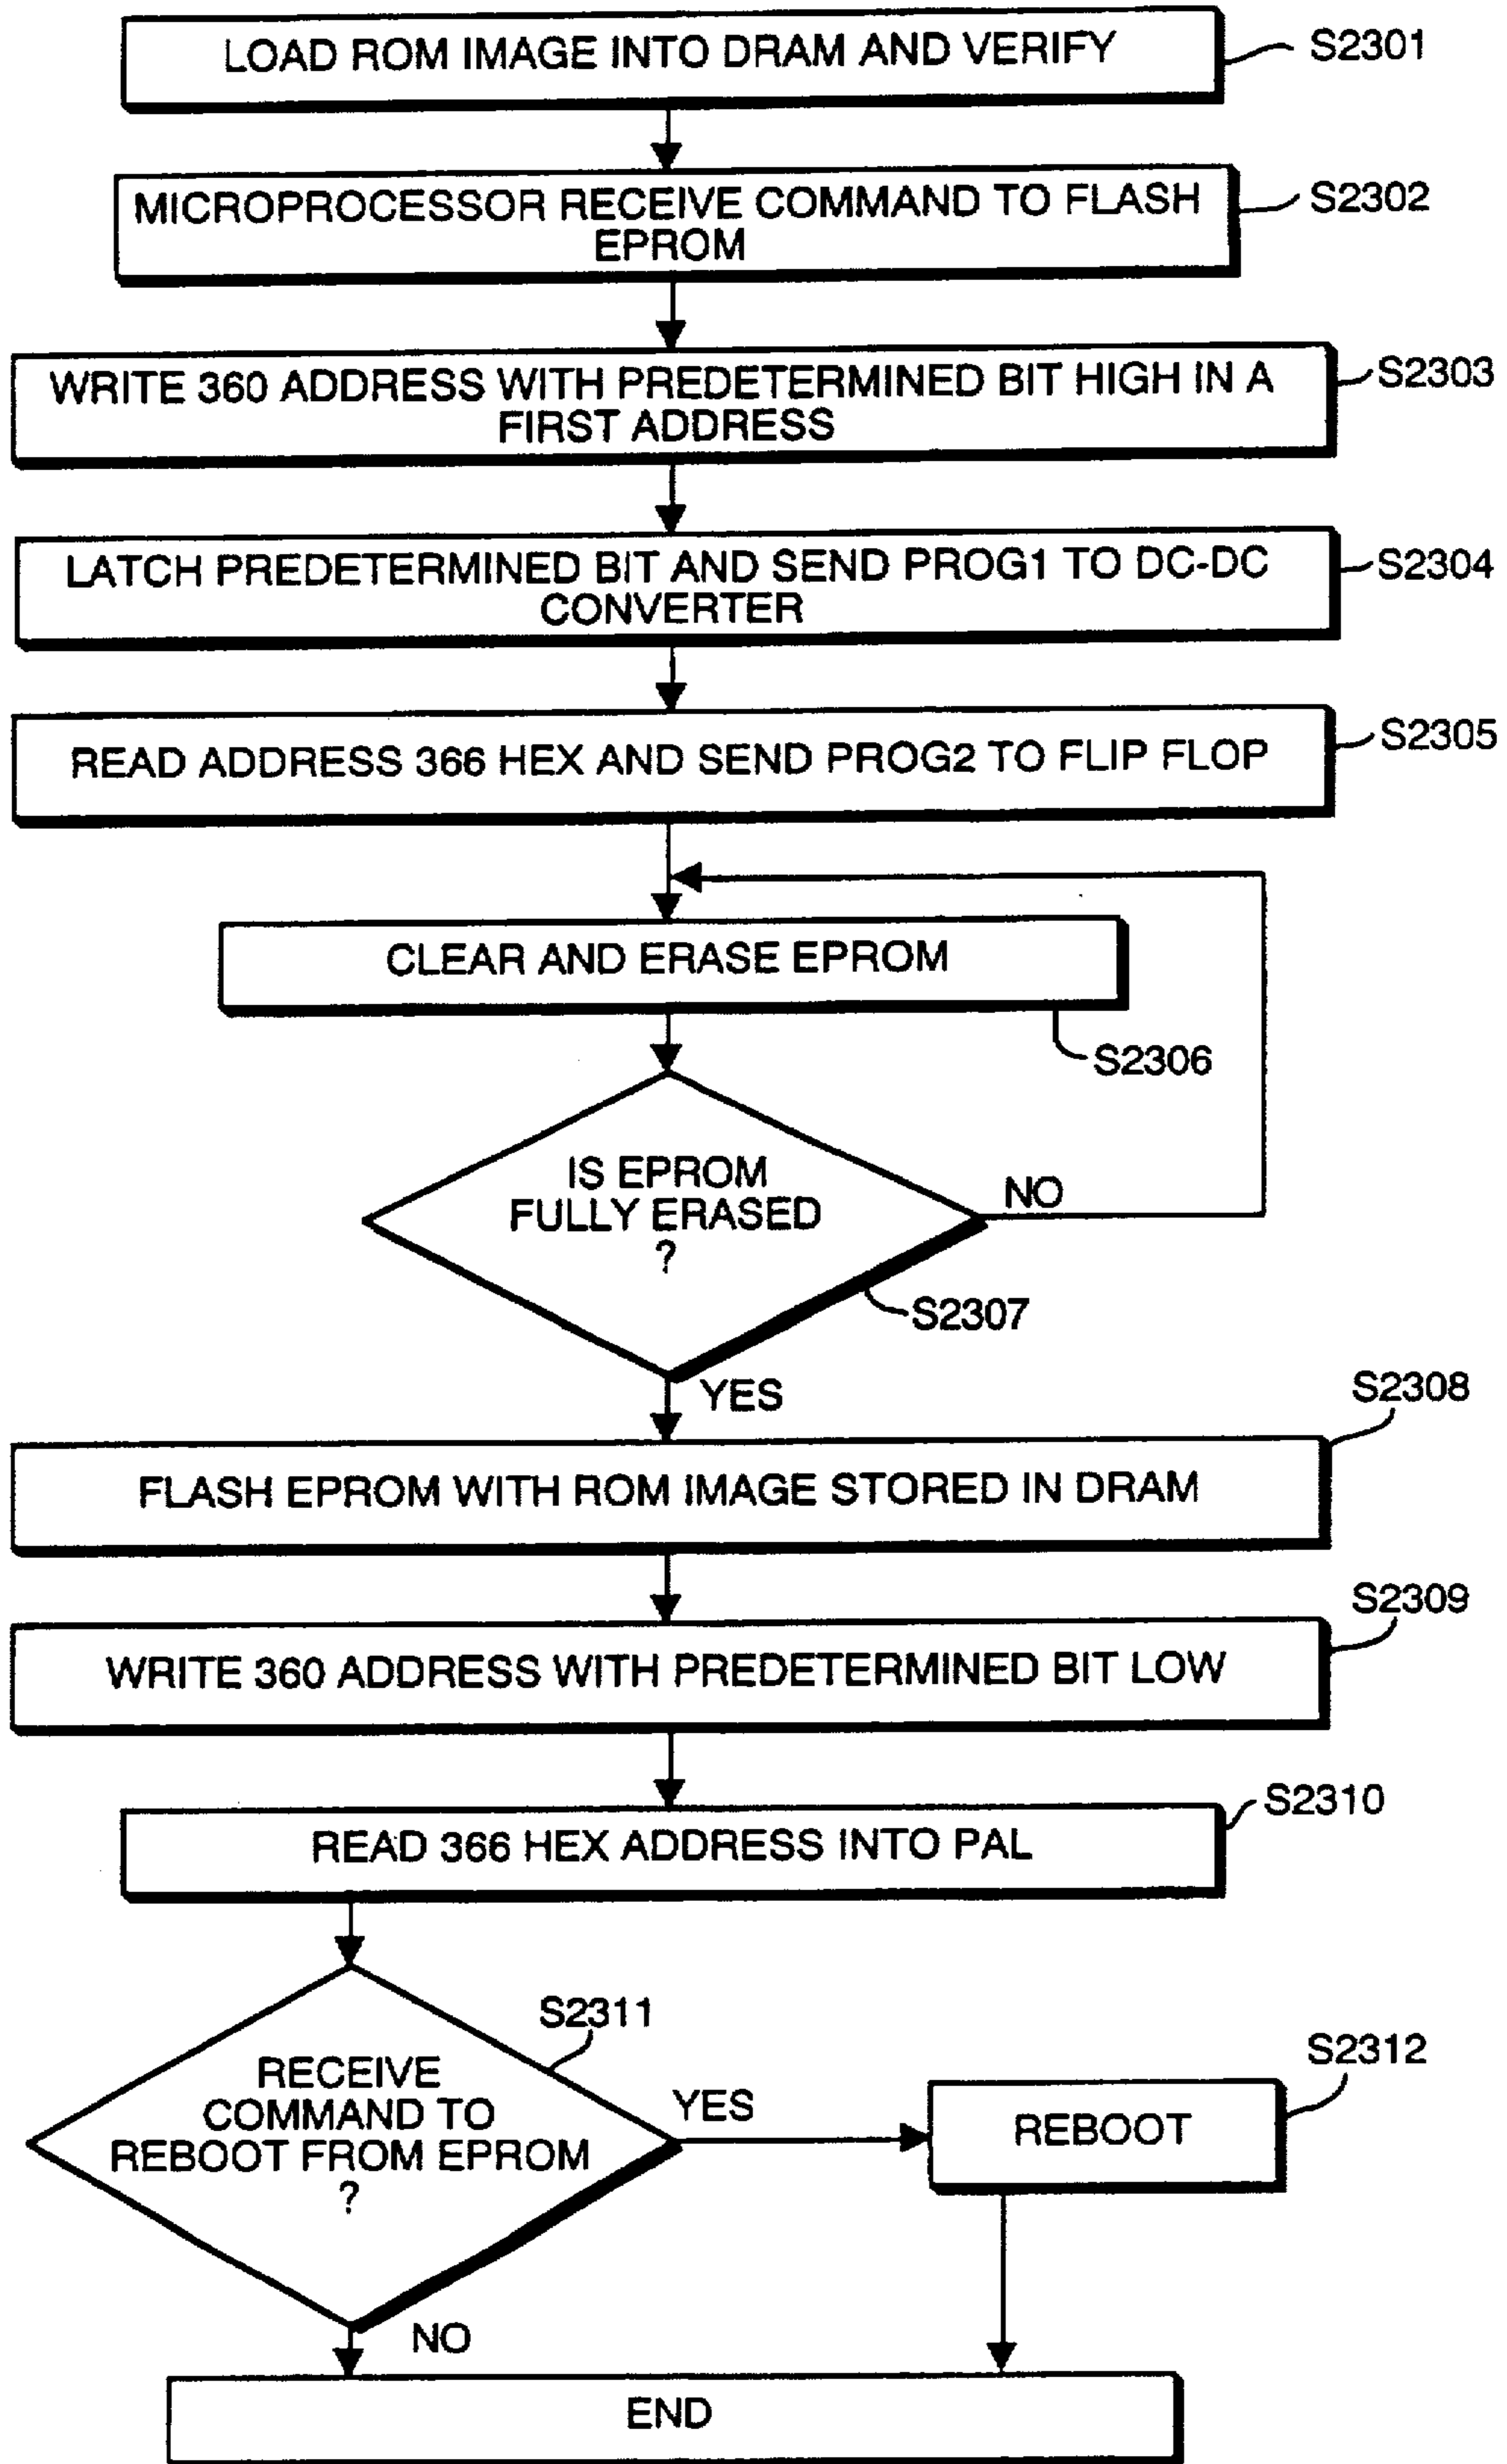 LOAD ROM IMAGE INTO DRAM AND VERIFY
S2301
MICROPROCESSOR RECEIVE COMMAND TO FLASH
EPROM
S2302
WRITE 360 ADDRESS WITH PREDETERMINED BIT HIGH IN A
FIRST ADDRESS
S2303
LATCH PREDETERMINED BIT AND SEND PROG1 TO DC-DC
CONVERTER
S2304
READ ADDRESS 366 HEX AND SEND PROG2 TO FLIP FLOP
S2305
CLEAR AND ERASE EPROM
S2306
IS EPROM
FULLY ERASED
?
NO
S2307
YES
S2308
FLASH EPROM WITH ROM IMAGE STORED IN DRAM
S2309
WRITE 360 ADDRESS WITH PREDETERMINED BIT LOW
S2310
READ 366 HEX ADDRESS INTO PAL
S2311
RECEIVE
COMMAND TO
REBOOT FROM EPROM
?
YES
S2312
REBOOT
NO
END